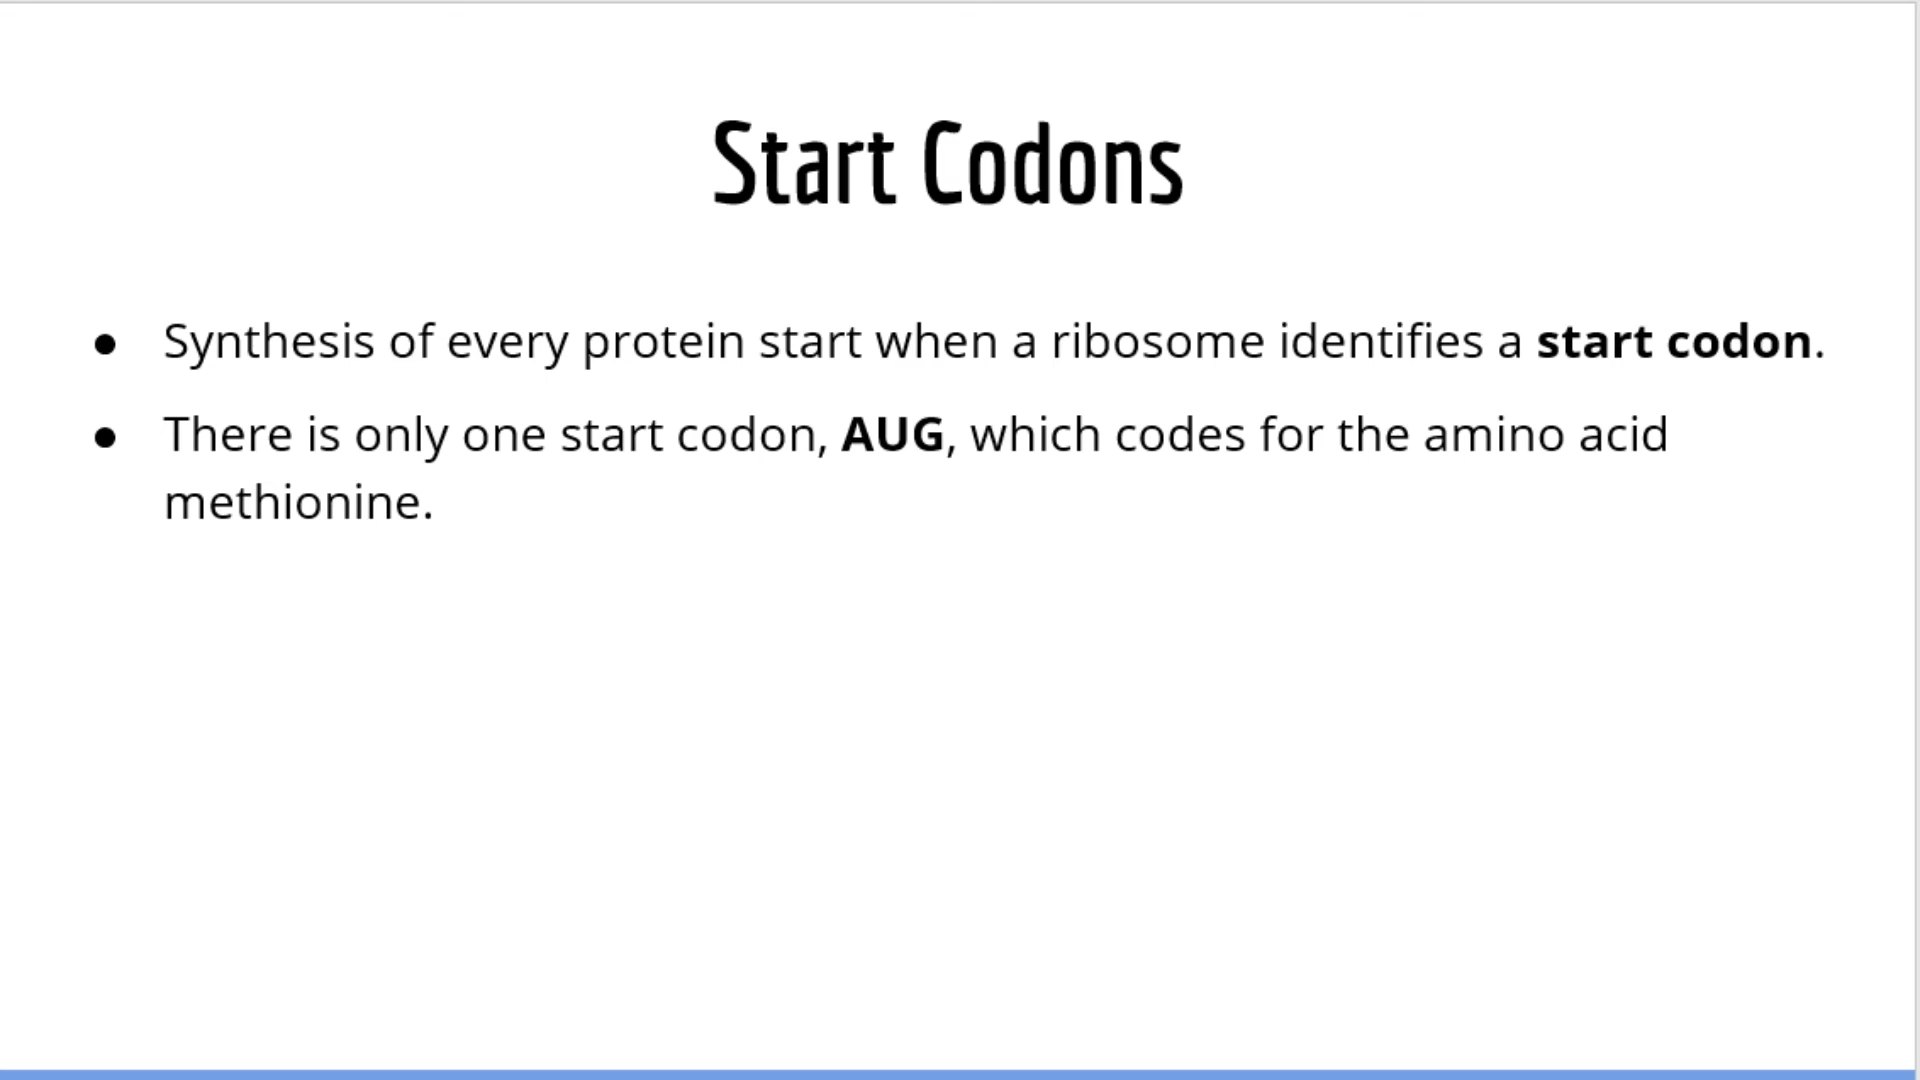 Start Codons
● Synthesis of every protein start when a ribosome identifies a start codon.
● There is only one start codon, AUG, which codes for the amino acid
methionine.